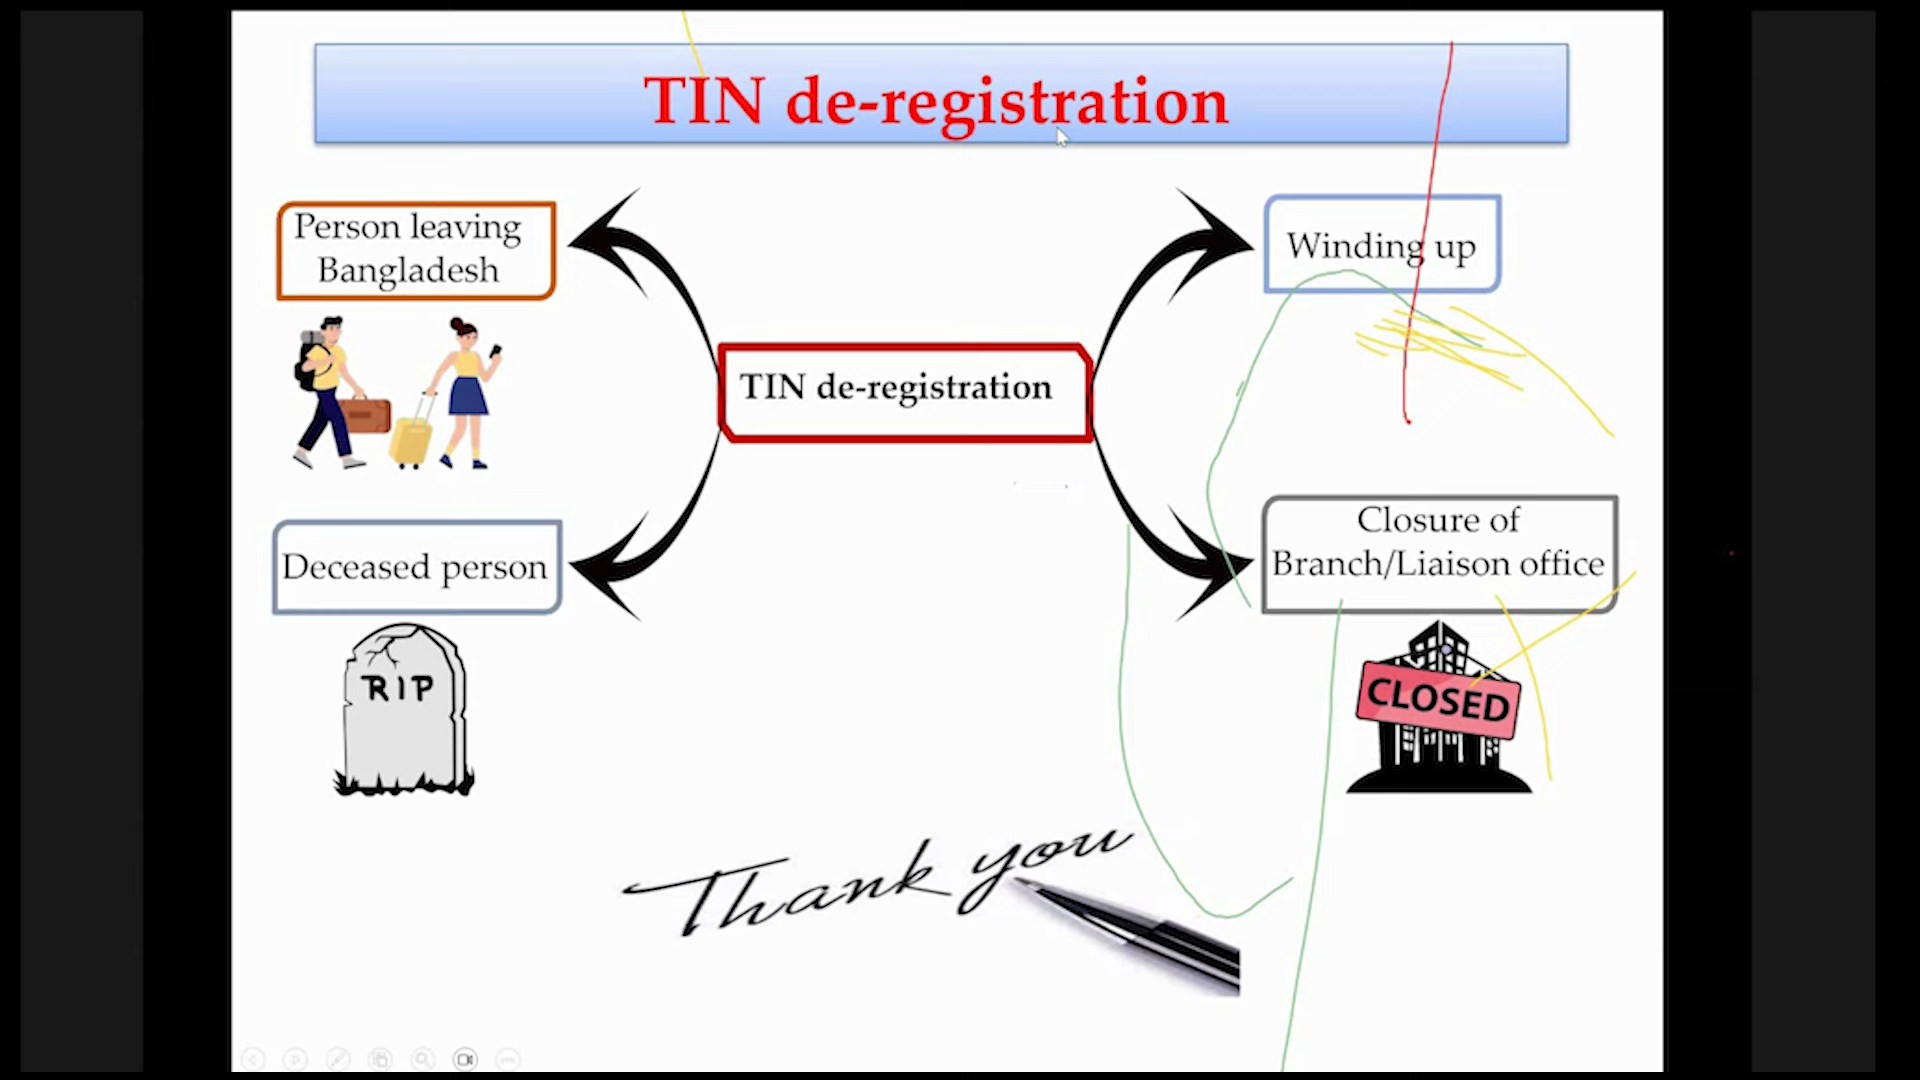 TIN de-registration
Person leaving
Bangladesh
Winding up
TIN de-registration
Deceased person
Closure of
Branch/Liaison office
RIP
CLOSED
Thank you